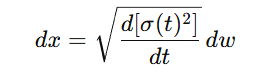 $dx = \sqrt{\frac{d[\sigma(t)^2]}{dt}} \, dw$